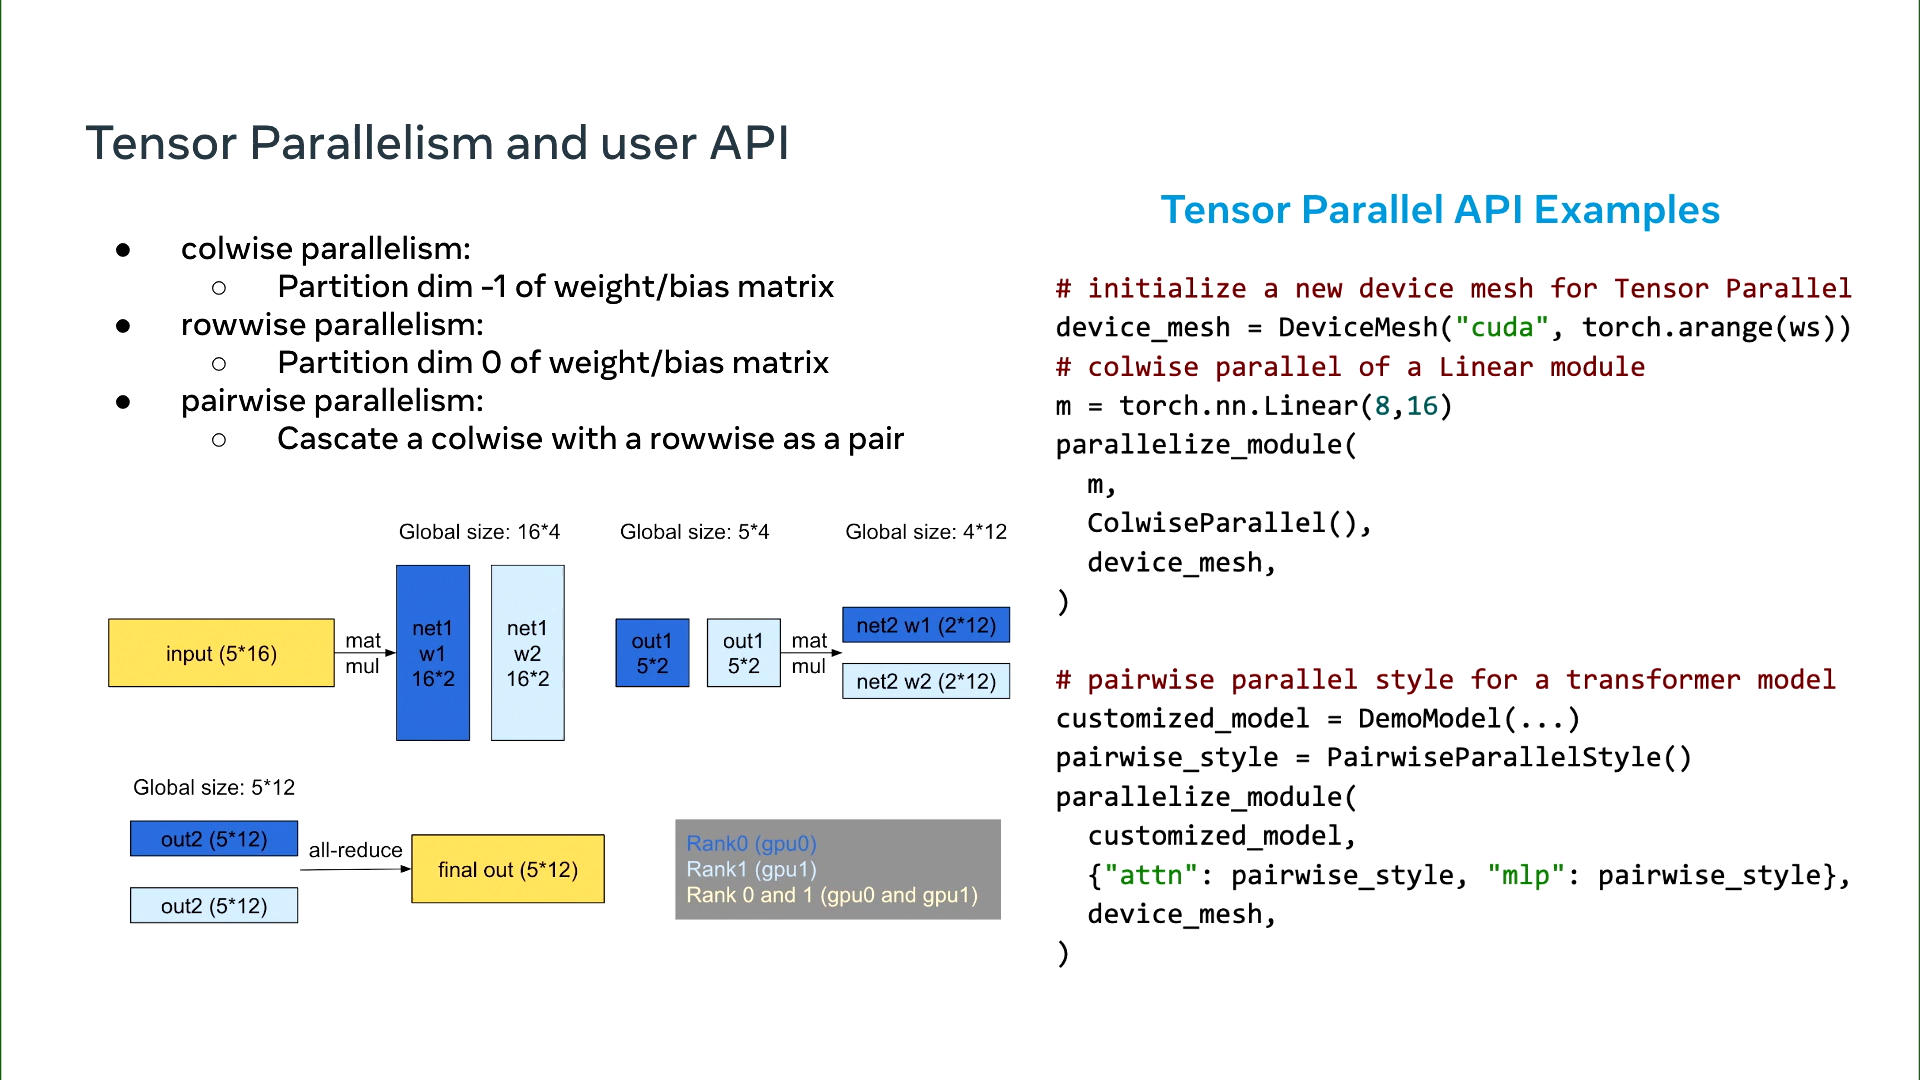 Tensor Parallelism and user API
● colwise parallelism:
○ Partition dim -1 of weight/bias matrix
● rowwise parallelism:
○ Partition dim 0 of weight/bias matrix
● pairwise parallelism:
○ Cascate a colwise with a rowwise as a pair
Global size: 16*4
Global size: 5*4
Global size: 4*12
input (5*16)
mat
mul
net1
w1
16*2
net1
w2
16*2
out1
5*2
out1
5*2
mat
mul
net2 w1 (2*12)
net2 w2 (2*12)
Global size: 5*12
out2 (5*12)
out2 (5*12)
all-reduce
final out (5*12)
Rank0 (gpu0)
Rank1 (gpu1)
Rank 0 and 1 (gpu0 and gpu1)
Tensor Parallel API Examples
# initialize a new device mesh for Tensor Parallel
device_mesh = DeviceMesh("cuda", torch.arange(ws))
# colwise parallel of a Linear module
m = torch.nn.Linear(8,16)
parallelize_module(
  m,
  ColwiseParallel(),
  device_mesh,
)
# pairwise parallel style for a transformer model
customized_model = DemoModel(...)
pairwise_style = PairwiseParallelStyle()
parallelize_module(
  customized_model,
  {"attn": pairwise_style, "mlp": pairwise_style},
  device_mesh,
)